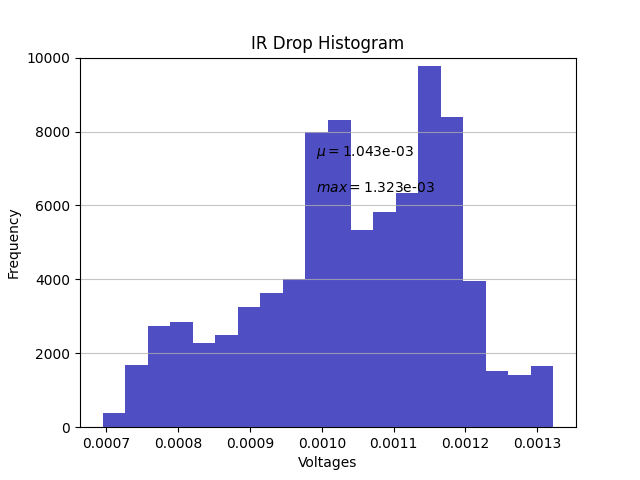 IR Drop Histogram
10000
8000
6000
4000
2000
0
Frequency
μ = 1.043e-03
max = 1.323e-03
0.0007 0.0008 0.0009 0.0010 0.0011 0.0012 0.0013
Voltages